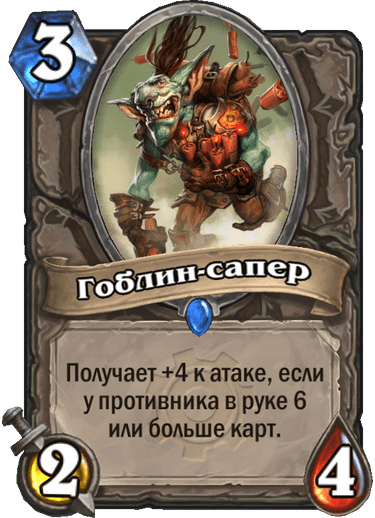 3
Гоблин-сапер
Получает +4 к атаке, если
у противника в руке 6
или больше карт.
2
4